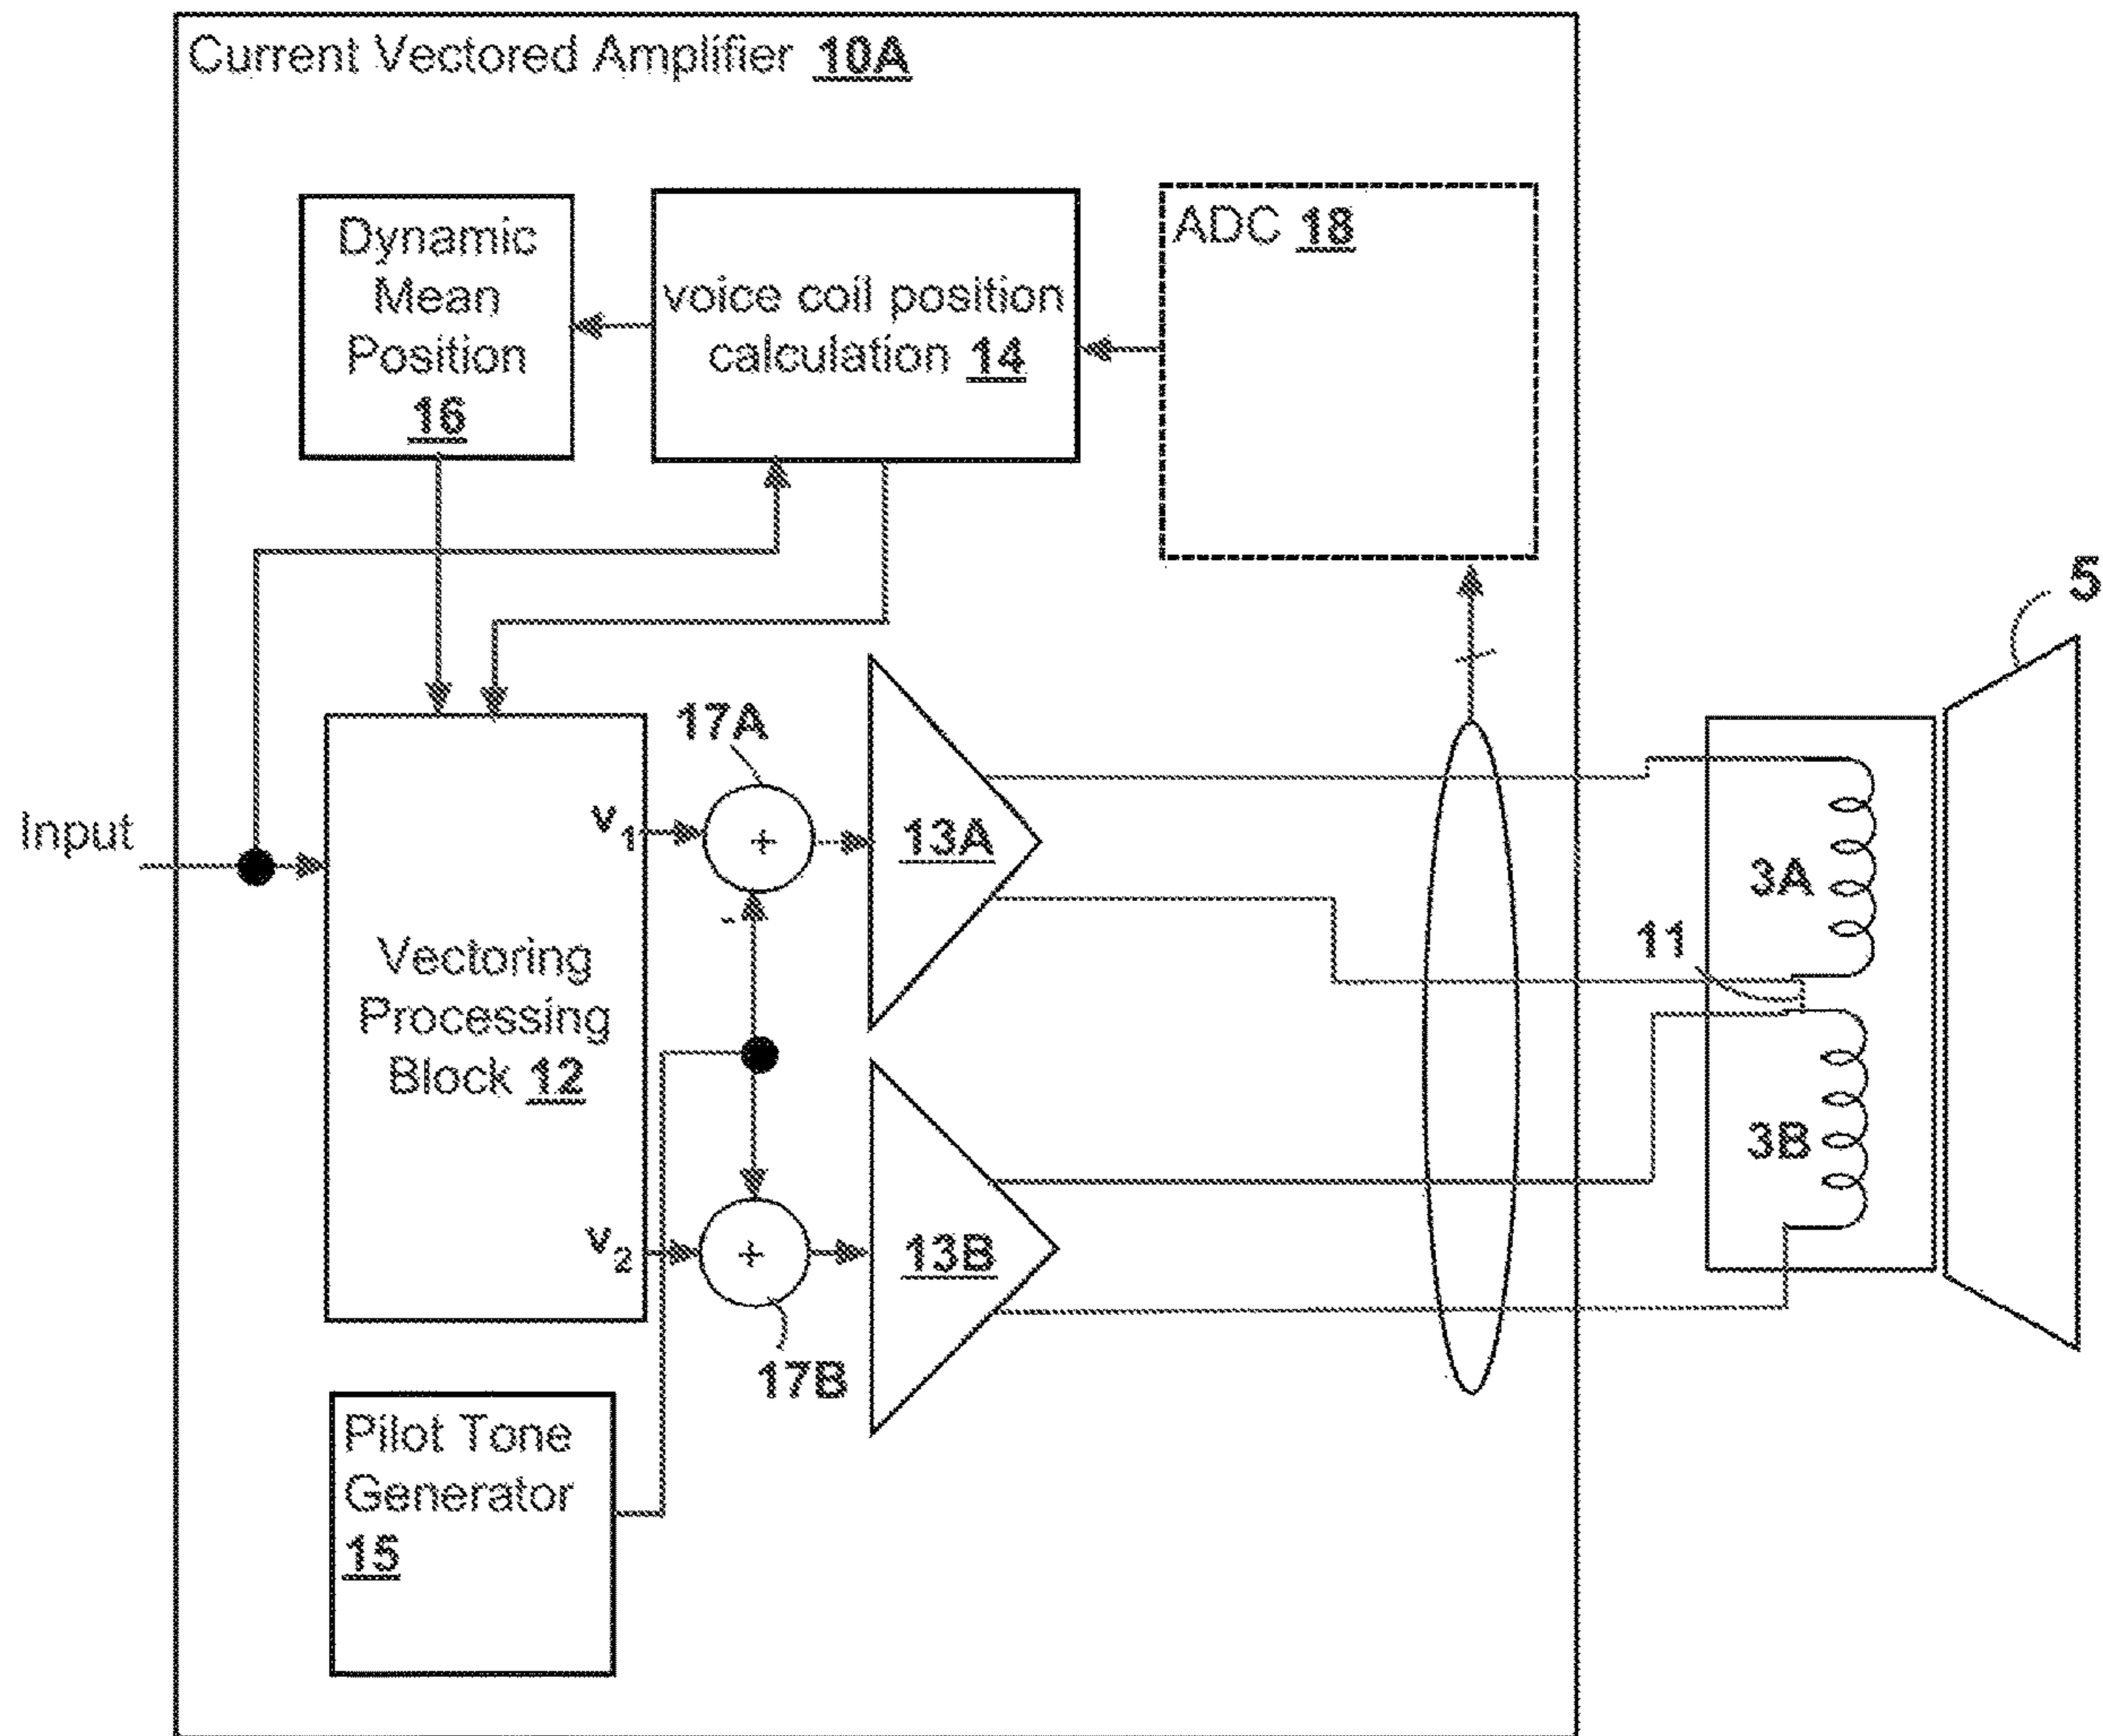 Current Vectored Amplifier 10A
Dynamic
Mean
Position
16
voice coil position
calculation 14
ADC 18
5
17A
Input
v1
+
13A
-
3A
11
Vectoring
Processing
Block 12
3B
v2
+
13B
17B
Pilot Tone
Generator
15